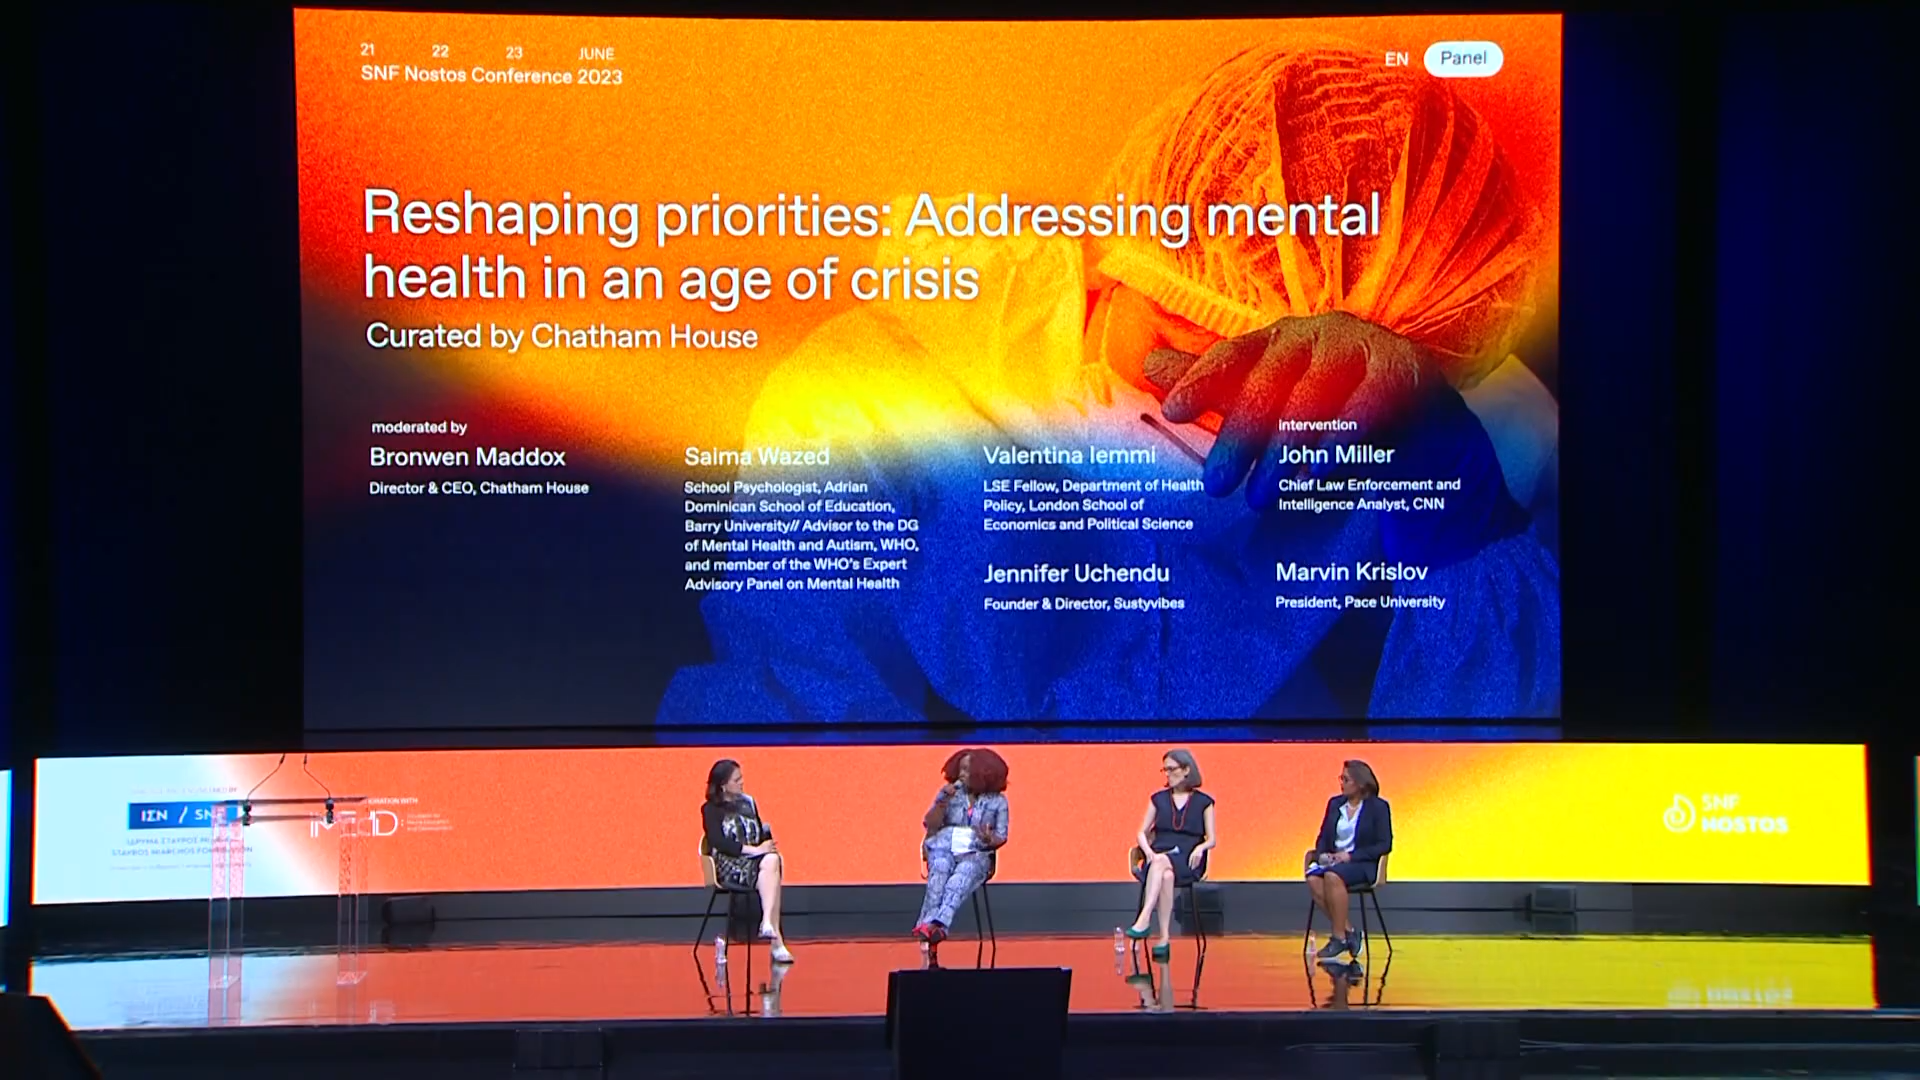 21 22 23 JUNE
SNF Nostos Conference 2023
EN Panel
Reshaping priorities: Addressing mental
health in an age of crisis
Curated by Chatham House
moderated by
Bronwen Maddox
Director & CEO, Chatham House
Saima Wazed
School Psychologist, Adrian
Dominican School of Education,
Barry University// Advisor to the DG
of Mental Health and Autism, WHO,
and member of the WHO's Expert
Advisory Panel on Mental Health
Valentina Iemmi
LSE Fellow, Department of Health
Policy, London School of
Economics and Political Science
Jennifer Uchendu
Founder & Director, Sustyvibes
intervention
John Miller
Chief Law Enforcement and
Intelligence Analyst, CNN
Marvin Krislov
President, Pace University
ΙΣΝ / SN
SNF
NOSTOS